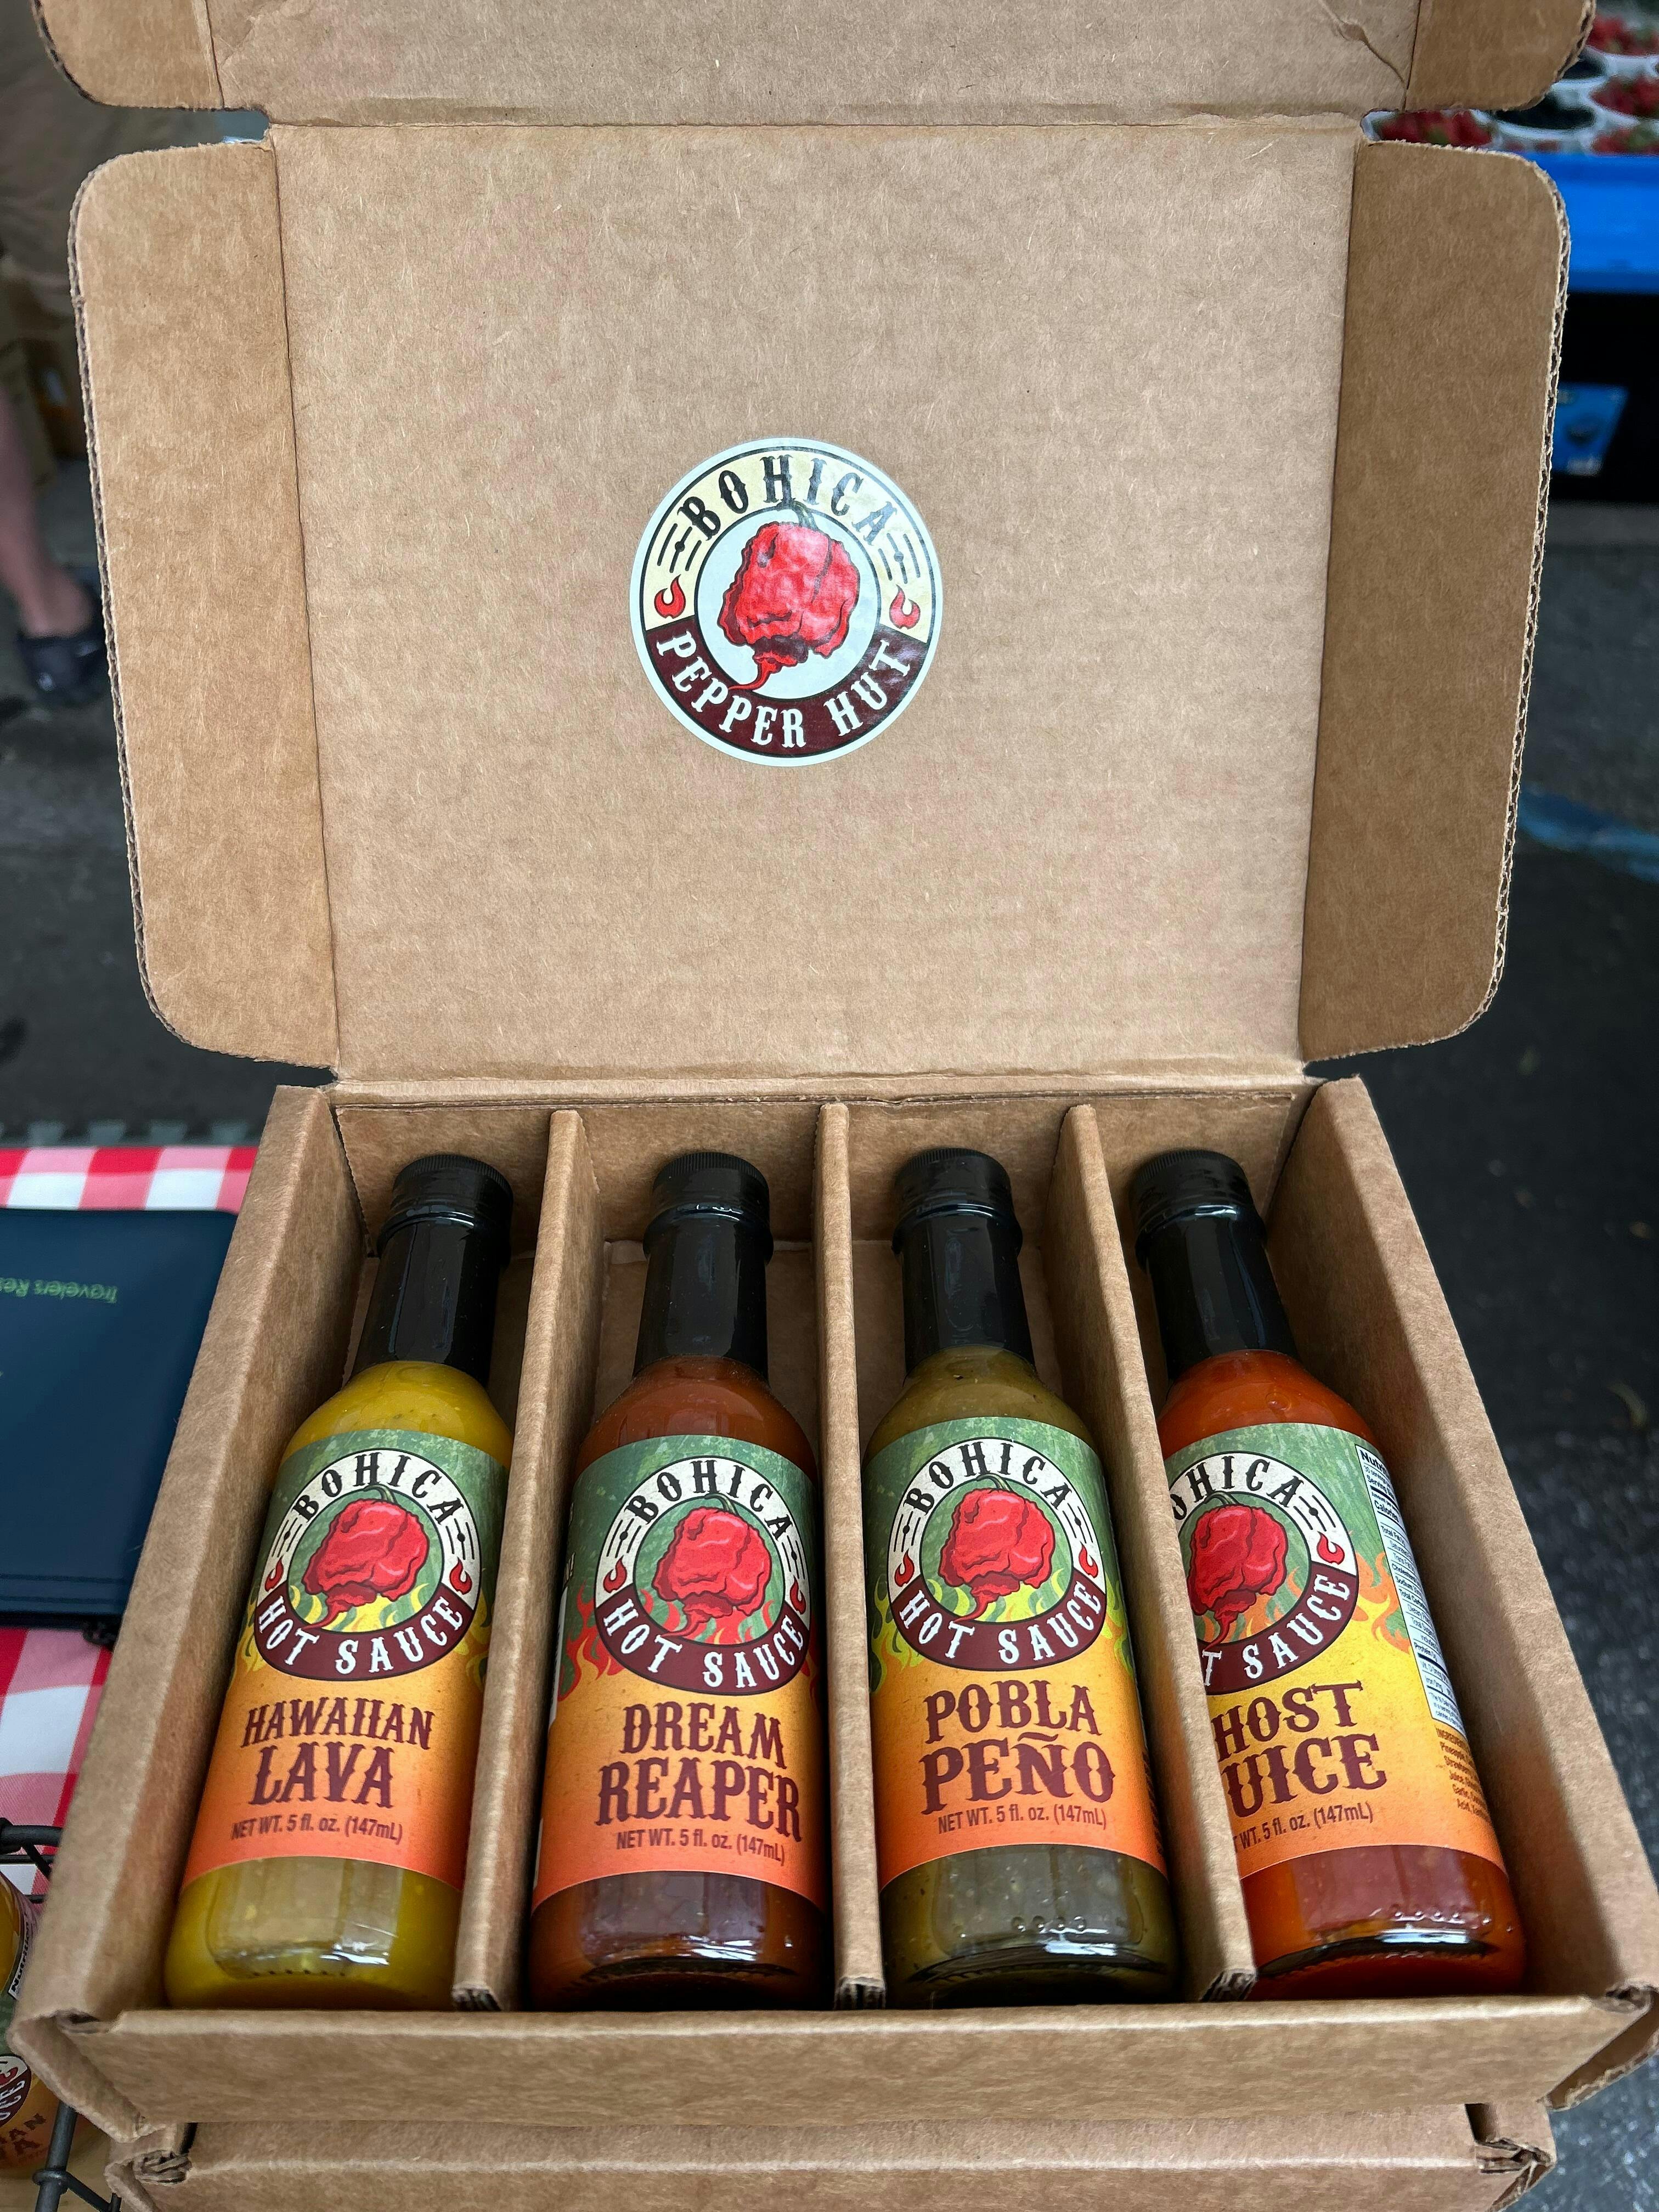 BOHICA
PEPPER HUT
BOHICA
HOT SAUCE
HAWAIIAN
LAVA
NET WT. 5 fl. oz. (147mL)
BOHICA
HOT SAUCE
DREAM
REAPER
NET WT. 5 fl. oz. (147mL)
BOHICA
HOT SAUCE
POBLA
PEÑO
NET WT. 5 fl. oz. (147mL)
OHICA
T SAUCE
HOST
UICE
WT. 5 fl. oz. (147mL)
Travelers